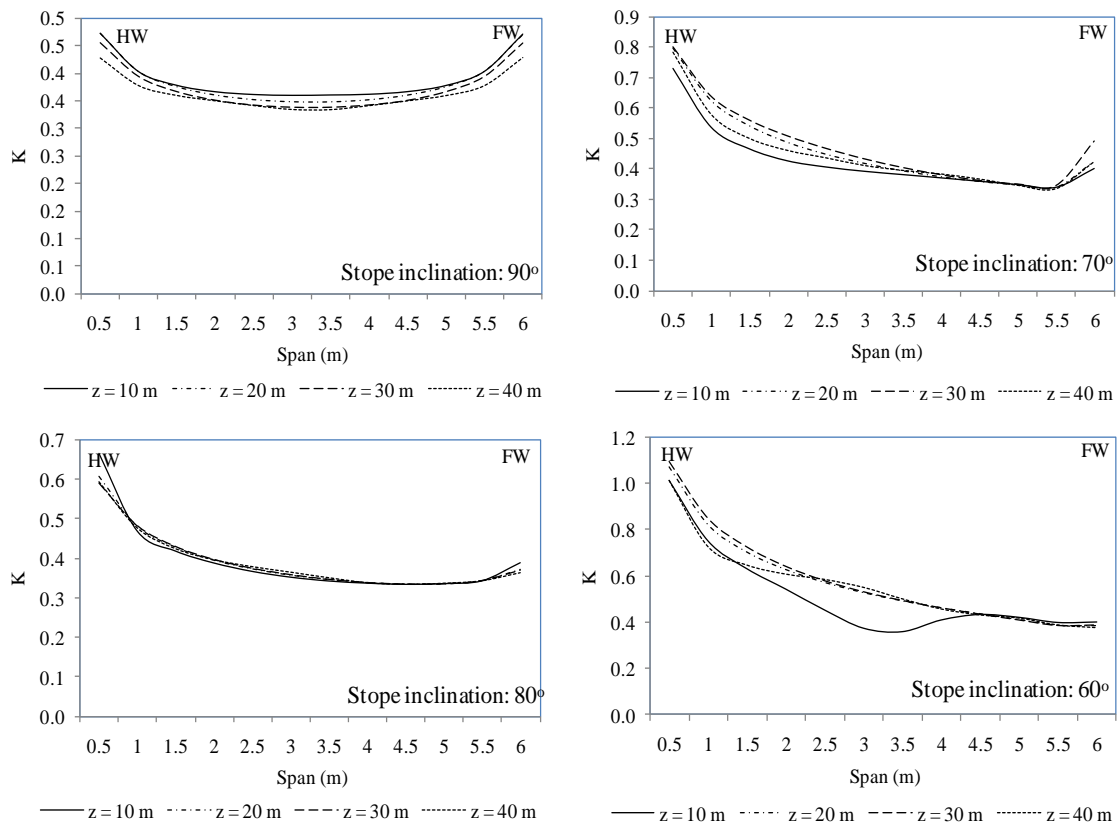 0.5
0.5
0.4
0.4
0.3
0.3
0.2
0.2
0.1
0.1
0.0
K
HW
FW
Stope inclination: 90º
0.5 1 1.5 2 2.5 3 3.5 4 4.5 5 5.5 6
Span (m)
z = 10 m z = 20 m z = 30 m z = 40 m
0.9
0.8
0.7
0.6
0.5
0.4
0.3
0.2
0.1
0.0
K
HW
FW
Stope inclination: 70º
0.5 1 1.5 2 2.5 3 3.5 4 4.5 5 5.5 6
Span (m)
z = 10 m z = 20 m z = 30 m z = 40 m
0.7
0.6
0.5
0.4
0.3
0.2
0.1
0.0
K
HW
FW
Stope inclination: 80º
0.5 1 1.5 2 2.5 3 3.5 4 4.5 5 5.5 6
Span (m)
z = 10 m z = 20 m z = 30 m z = 40 m
1.2
1.0
0.8
0.6
0.4
0.2
0.0
K
HW
FW
Stope inclination: 60º
0.5 1 1.5 2 2.5 3 3.5 4 4.5 5 5.5 6
Span (m)
z = 10 m z = 20 m z = 30 m z = 40 m